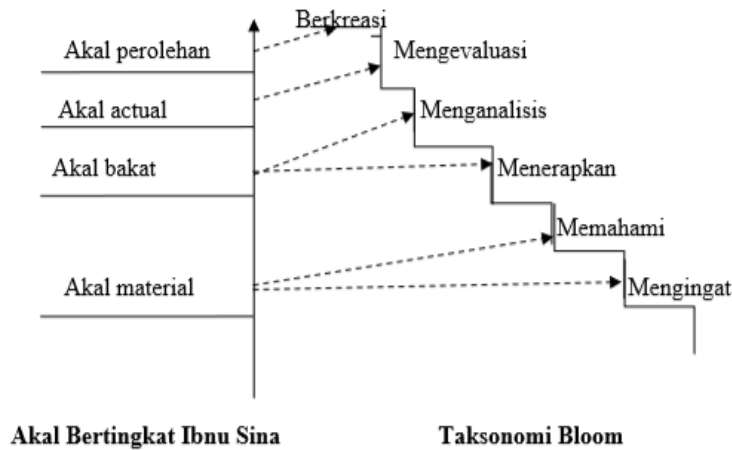 Berkreasi
Akal perolehan
Mengevaluasi
Akal actual
Menganalisis
Akal bakat
Menerapkan
Memahami
Akal material
Mengingat
Akal Bertingkat Ibnu Sina
Taksonomi Bloom